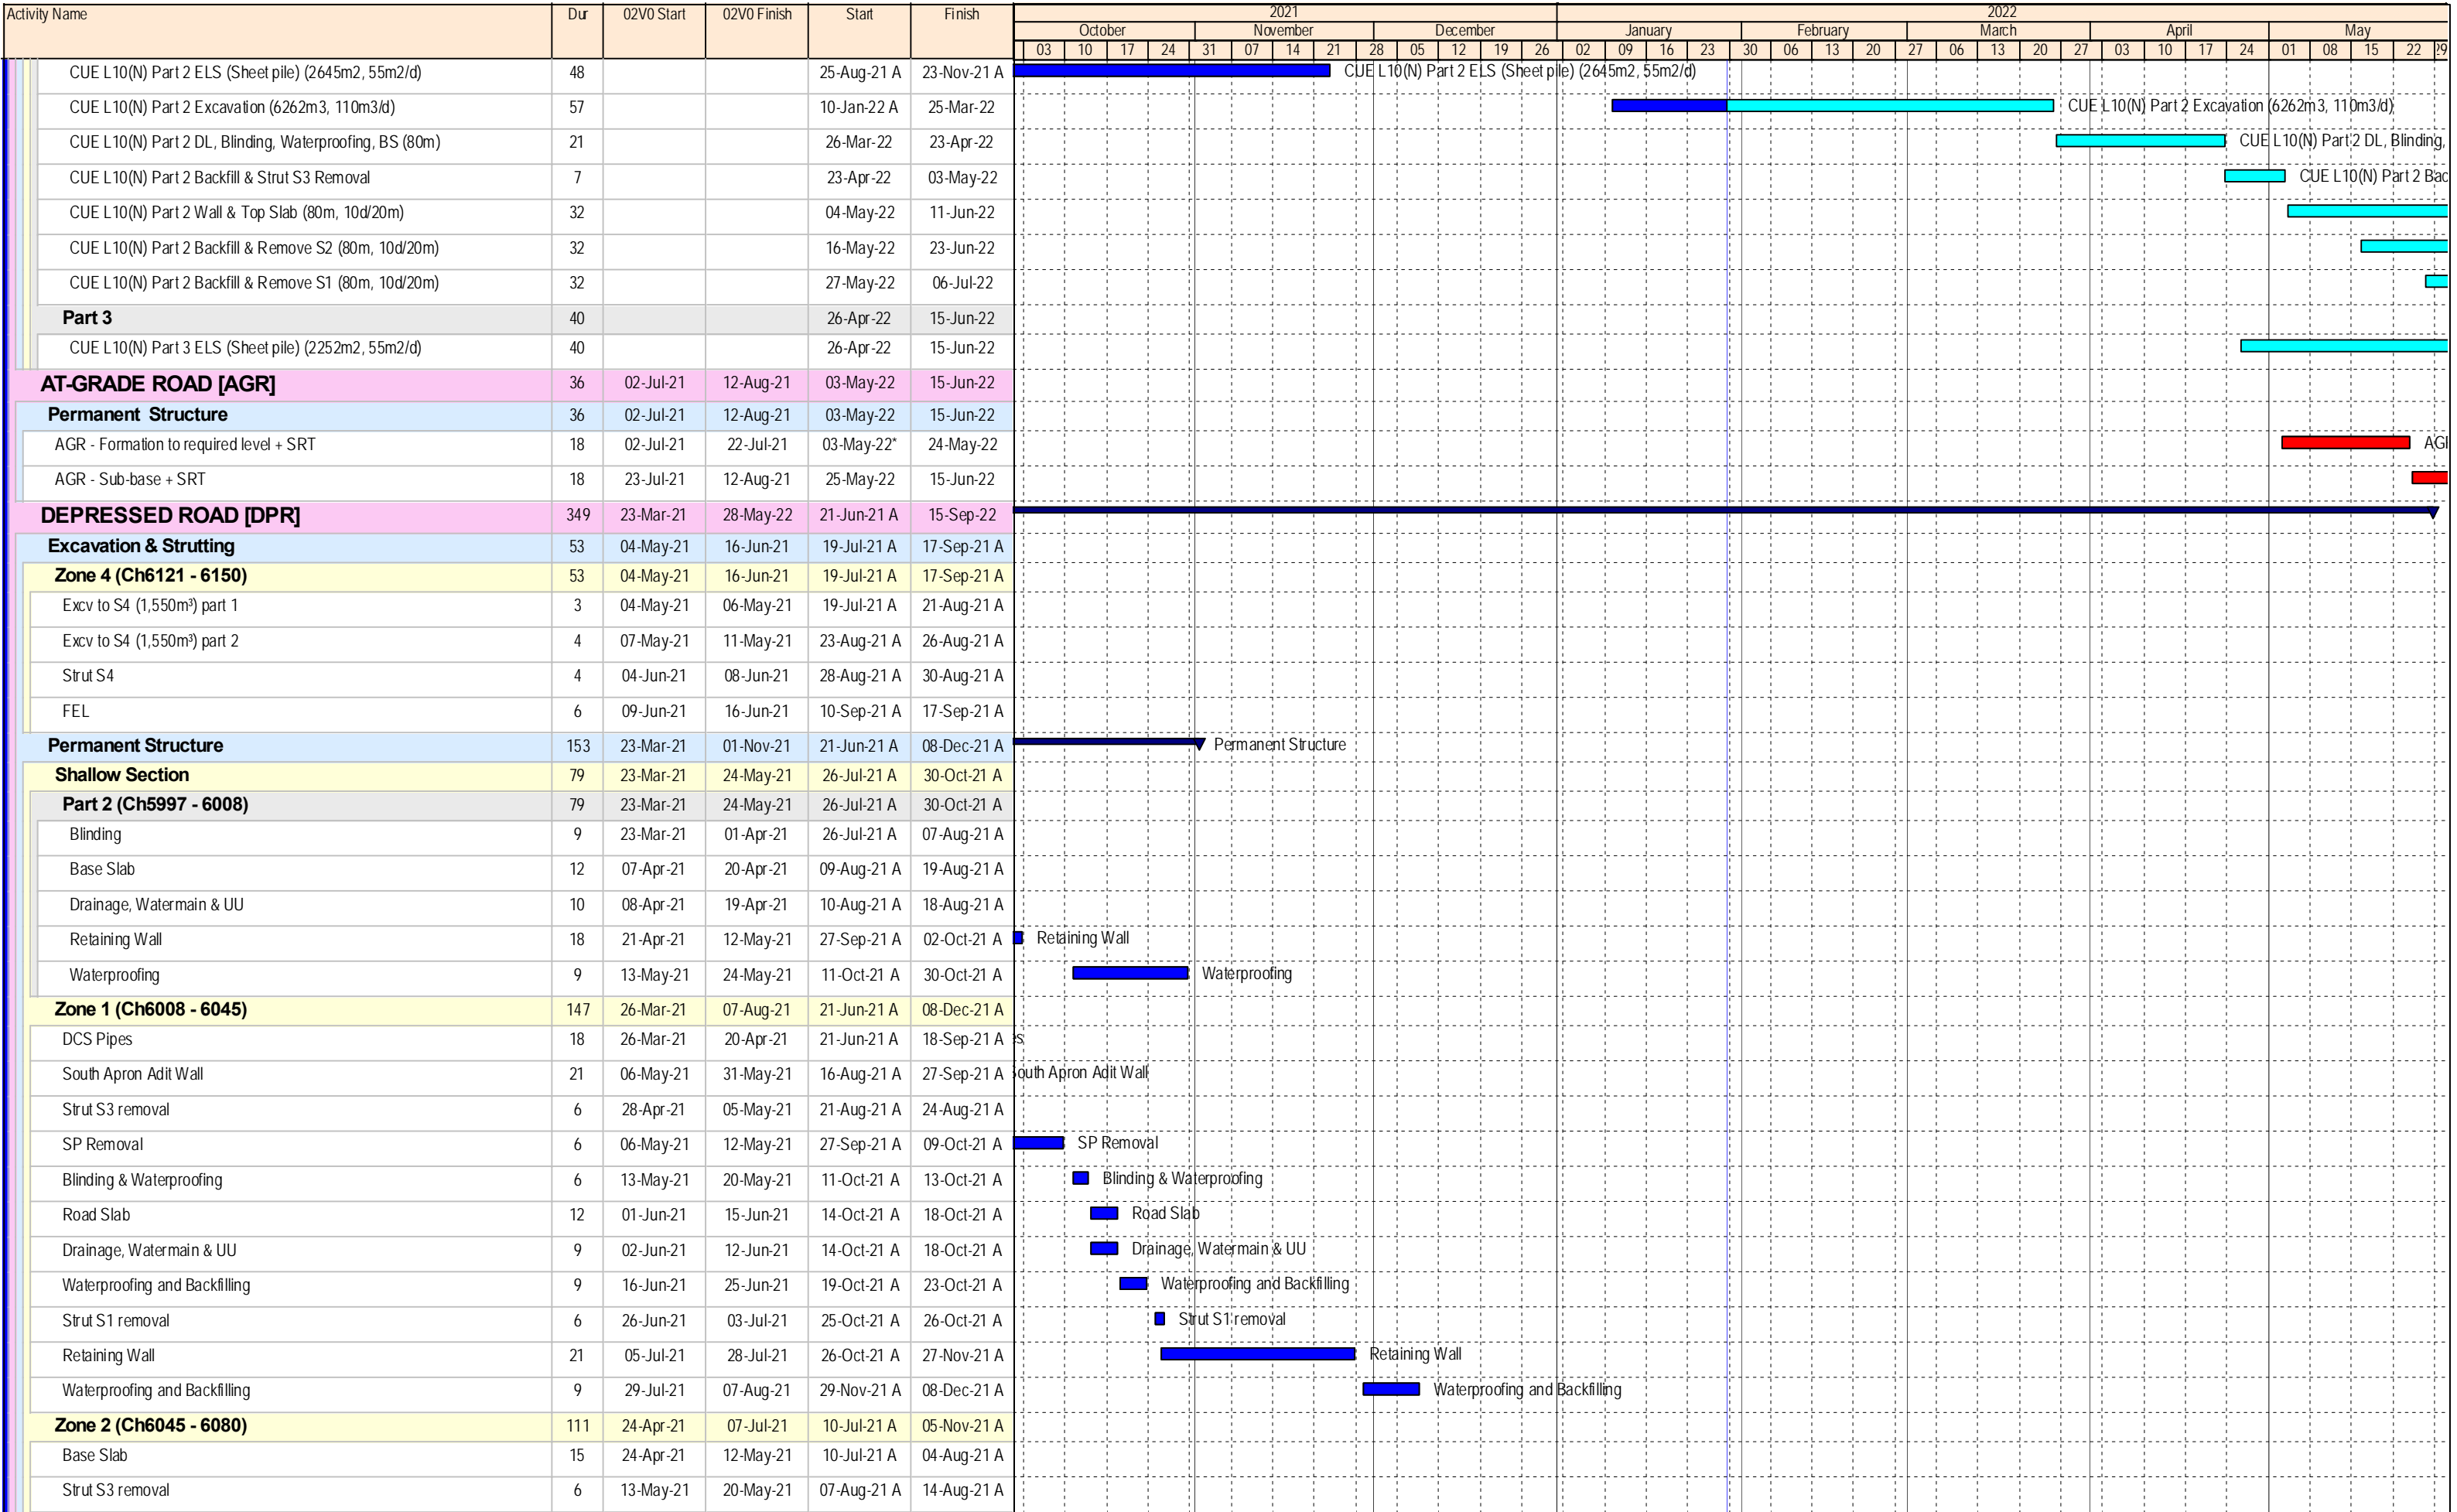 Activity Name Dur 02V0 Start 02V0 Finish Start Finish 2021 2022
October November December January February March April May
03 10 17 24 31 07 14 21 28 05 12 19 26 02 09 16 23 30 06 13 20 27 06 13 20 27 03 10 17 24 01 08 15 22 29
CUE L10(N) Part 2 ELS (Sheet pile) (2645m2, 55m2/d) 48 25-Aug-21 A 23-Nov-21 A CUE L10(N) Part 2 ELS (Sheet pile) (2645m2, 55m2/d)
CUE L10(N) Part 2 Excavation (6262m3, 110m3/d) 57 10-Jan-22 A 25-Mar-22 CUE L10(N) Part 2 Excavation (6262m3, 110m3/d)
CUE L10(N) Part 2 DL, Blinding, Waterproofing, BS (80m) 21 26-Mar-22 23-Apr-22 CUE L10(N) Part 2 DL, Blinding,
CUE L10(N) Part 2 Backfill & Strut S3 Removal 7 23-Apr-22 03-May-22 CUE L10(N) Part 2 Bac
CUE L10(N) Part 2 Wall & Top Slab (80m, 10d/20m) 32 04-May-22 11-Jun-22
CUE L10(N) Part 2 Backfill & Remove S2 (80m, 10d/20m) 32 16-May-22 23-Jun-22
CUE L10(N) Part 2 Backfill & Remove S1 (80m, 10d/20m) 32 27-May-22 06-Jul-22
Part 3 40 26-Apr-22 15-Jun-22
CUE L10(N) Part 3 ELS (Sheet pile) (2252m2, 55m2/d) 40 26-Apr-22 15-Jun-22
AT-GRADE ROAD [AGR] 36 02-Jul-21 12-Aug-21 03-May-22 15-Jun-22
Permanent Structure 36 02-Jul-21 12-Aug-21 03-May-22 15-Jun-22
AGR - Formation to required level + SRT 18 02-Jul-21 22-Jul-21 03-May-22* 24-May-22 AGR
AGR - Sub-base + SRT 18 23-Jul-21 12-Aug-21 25-May-22 15-Jun-22
DEPRESSED ROAD [DPR] 349 23-Mar-21 28-May-22 21-Jun-21 A 15-Sep-22
Excavation & Strutting 53 04-May-21 16-Jun-21 19-Jul-21 A 17-Sep-21 A
Zone 4 (Ch6121 - 6150) 53 04-May-21 16-Jun-21 19-Jul-21 A 17-Sep-21 A
Excv to S4 (1,550m³) part 1 3 04-May-21 06-May-21 19-Jul-21 A 21-Aug-21 A
Excv to S4 (1,550m³) part 2 4 07-May-21 11-May-21 23-Aug-21 A 26-Aug-21 A
Strut S4 4 04-Jun-21 08-Jun-21 28-Aug-21 A 30-Aug-21 A
FEL 6 09-Jun-21 16-Jun-21 10-Sep-21 A 17-Sep-21 A
Permanent Structure 153 23-Mar-21 01-Nov-21 21-Jun-21 A 08-Dec-21 A Permanent Structure
Shallow Section 79 23-Mar-21 24-May-21 26-Jul-21 A 30-Oct-21 A
Part 2 (Ch5997 - 6008) 79 23-Mar-21 24-May-21 26-Jul-21 A 30-Oct-21 A
Blinding 9 23-Mar-21 01-Apr-21 26-Jul-21 A 07-Aug-21 A
Base Slab 12 07-Apr-21 20-Apr-21 09-Aug-21 A 19-Aug-21 A
Drainage, Watermain & UU 10 08-Apr-21 19-Apr-21 10-Aug-21 A 18-Aug-21 A
Retaining Wall 18 21-Apr-21 12-May-21 27-Sep-21 A 02-Oct-21 A Retaining Wall
Waterproofing 9 13-May-21 24-May-21 11-Oct-21 A 30-Oct-21 A Waterproofing
Zone 1 (Ch6008 - 6045) 147 26-Mar-21 07-Aug-21 21-Jun-21 A 08-Dec-21 A
DCS Pipes 18 26-Mar-21 20-Apr-21 21-Jun-21 A 18-Sep-21 A es
South Apron Adit Wall 21 06-May-21 31-May-21 16-Aug-21 A 27-Sep-21 A South Apron Adit Wall
Strut S3 removal 6 28-Apr-21 05-May-21 21-Aug-21 A 24-Aug-21 A
SP Removal 6 06-May-21 12-May-21 27-Sep-21 A 09-Oct-21 A SP Removal
Blinding & Waterproofing 6 13-May-21 20-May-21 11-Oct-21 A 13-Oct-21 A Blinding & Waterproofing
Road Slab 12 01-Jun-21 15-Jun-21 14-Oct-21 A 18-Oct-21 A Road Slab
Drainage, Watermain & UU 9 02-Jun-21 12-Jun-21 14-Oct-21 A 18-Oct-21 A Drainage, Watermain & UU
Waterproofing and Backfilling 9 16-Jun-21 25-Jun-21 19-Oct-21 A 23-Oct-21 A Waterproofing and Backfilling
Strut S1 removal 6 26-Jun-21 03-Jul-21 25-Oct-21 A 26-Oct-21 A Strut S1 removal
Retaining Wall 21 05-Jul-21 28-Jul-21 26-Oct-21 A 27-Nov-21 A Retaining Wall
Waterproofing and Backfilling 9 29-Jul-21 07-Aug-21 29-Nov-21 A 08-Dec-21 A Waterproofing and Backfilling
Zone 2 (Ch6045 - 6080) 111 24-Apr-21 07-Jul-21 10-Jul-21 A 05-Nov-21 A
Base Slab 15 24-Apr-21 12-May-21 10-Jul-21 A 04-Aug-21 A
Strut S3 removal 6 13-May-21 20-May-21 07-Aug-21 A 14-Aug-21 A